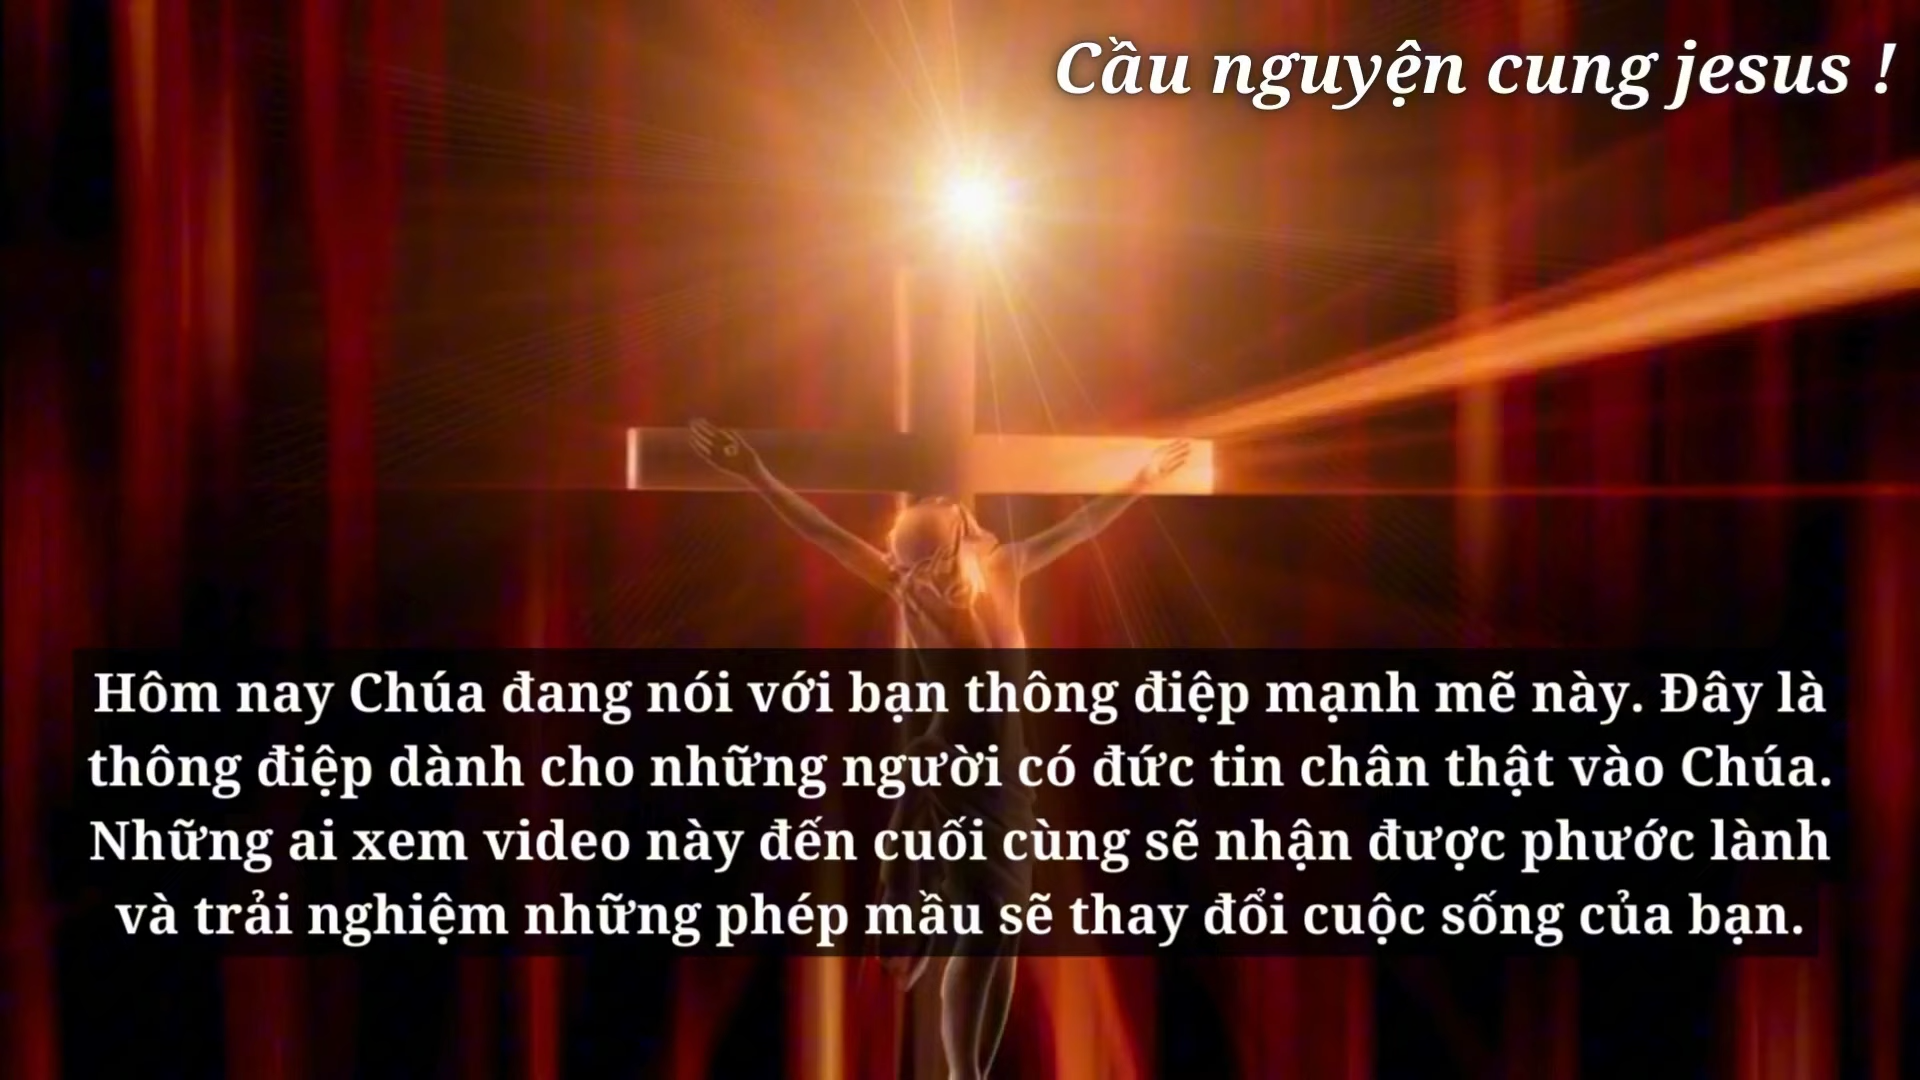 Cầu nguyện cung jesus !
Hôm nay Chúa đang nói với bạn thông điệp mạnh mẽ này. Đây là
thông điệp dành cho những người có đức tin chân thật vào Chúa.
Những ai xem video này đến cuối cùng sẽ nhận được phước lành
và trải nghiệm những phép mầu sẽ thay đổi cuộc sống của bạn.